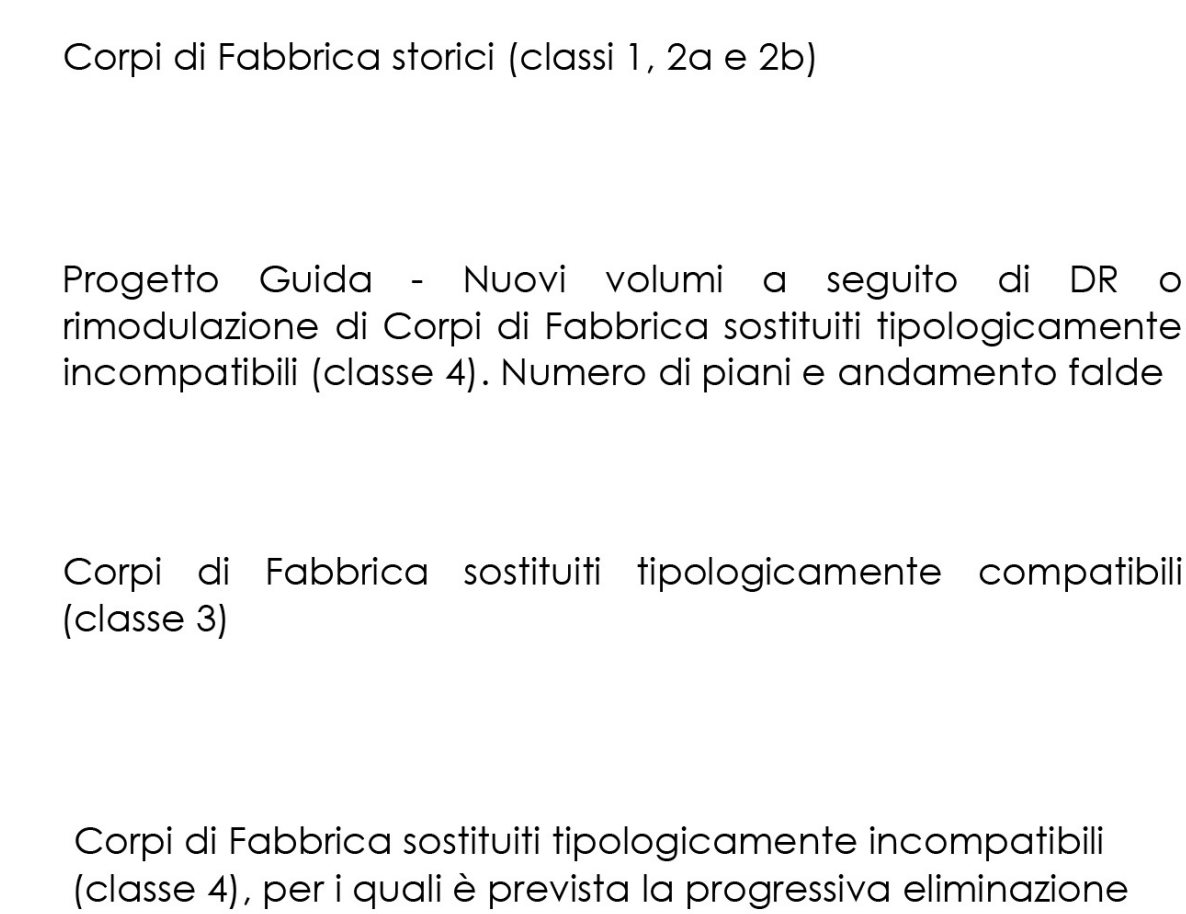 Corpi di Fabbrica storici (classi 1, 2a e 2b)
Progetto Guida - Nuovi volumi a seguito di DR o
rimodulazione di Corpi di Fabbrica sostituiti tipologicamente
incompatibili (classe 4). Numero di piani e andamento falde
Corpi di Fabbrica sostituiti tipologicamente compatibili
(classe 3)
Corpi di Fabbrica sostituiti tipologicamente incompatibili
(classe 4), per i quali è prevista la progressiva eliminazione